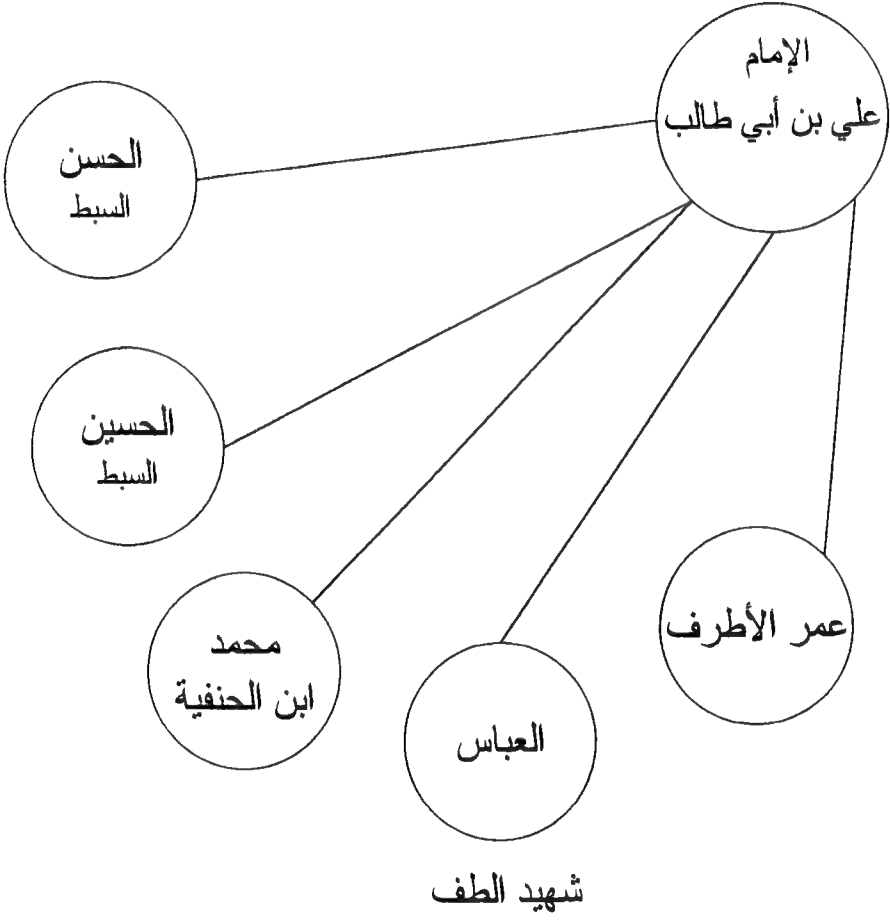 الإمام
علي بن أبي طالب
الحسن
السبط
الحسين
السبط
محمد
ابن الحنفية
العباس
عمر الأطرف
شهيد الطف